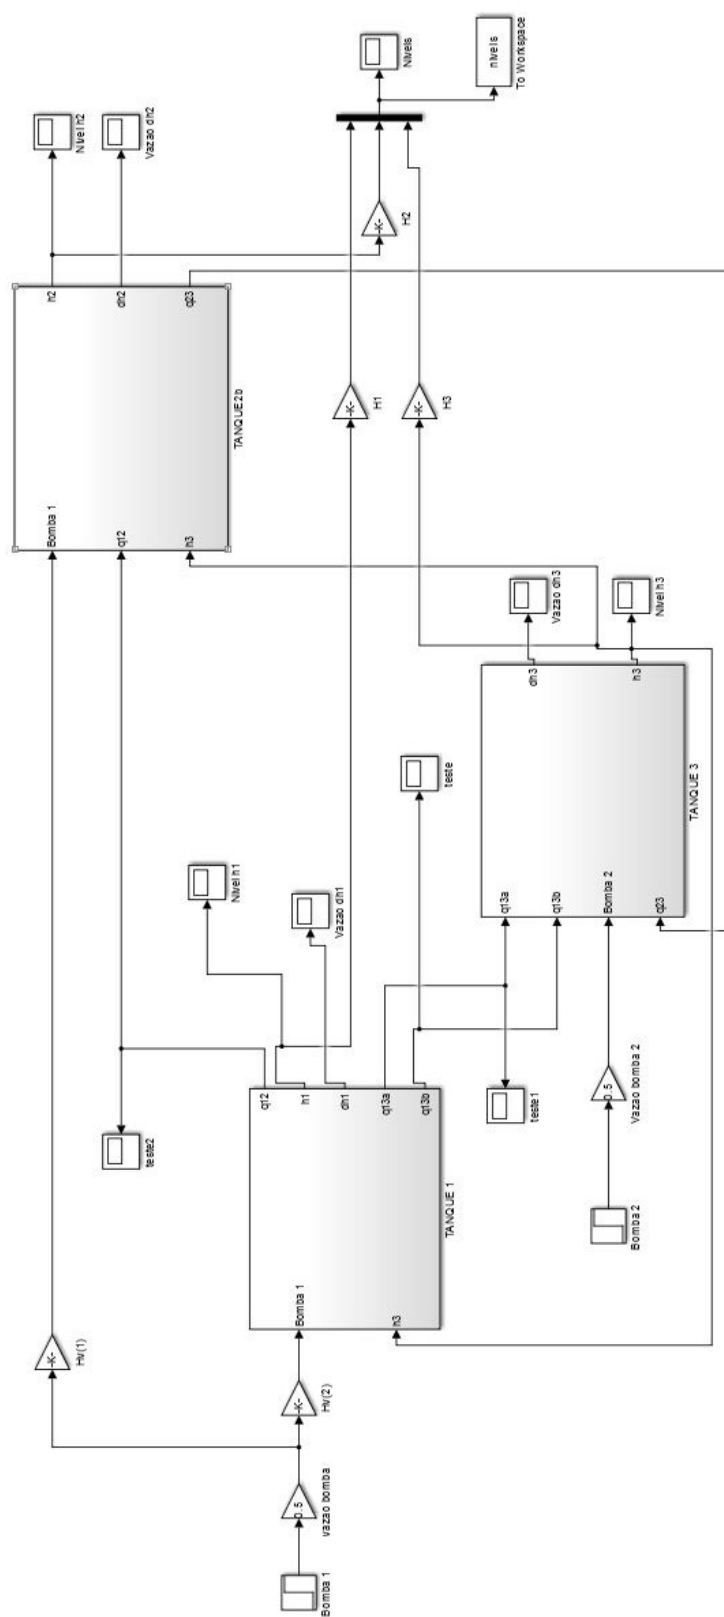 Bomba 1
0.5
vazao bomba
-K-
Hv(1)
-K-
Hv(2)
teste2
Bomba 1
h3
TANQUE 1
q12
h1
dh1
q13a
q13b
Nivel h1
Vazao dh1
teste1
teste
Bomba 2
0.5
Vazao bomba 2
q13a
q13b
Bomba 2
q23
TANQUE 3
dh3
h3
Vazao dh3
Nivel h3
Bomba 1
q12
h3
TANQUE2b
h2
dh2
q23
Nivel h2
Vazao dh2
-K-
H1
-K-
H3
-K-
H2
Niveis
niveis
To Workspace